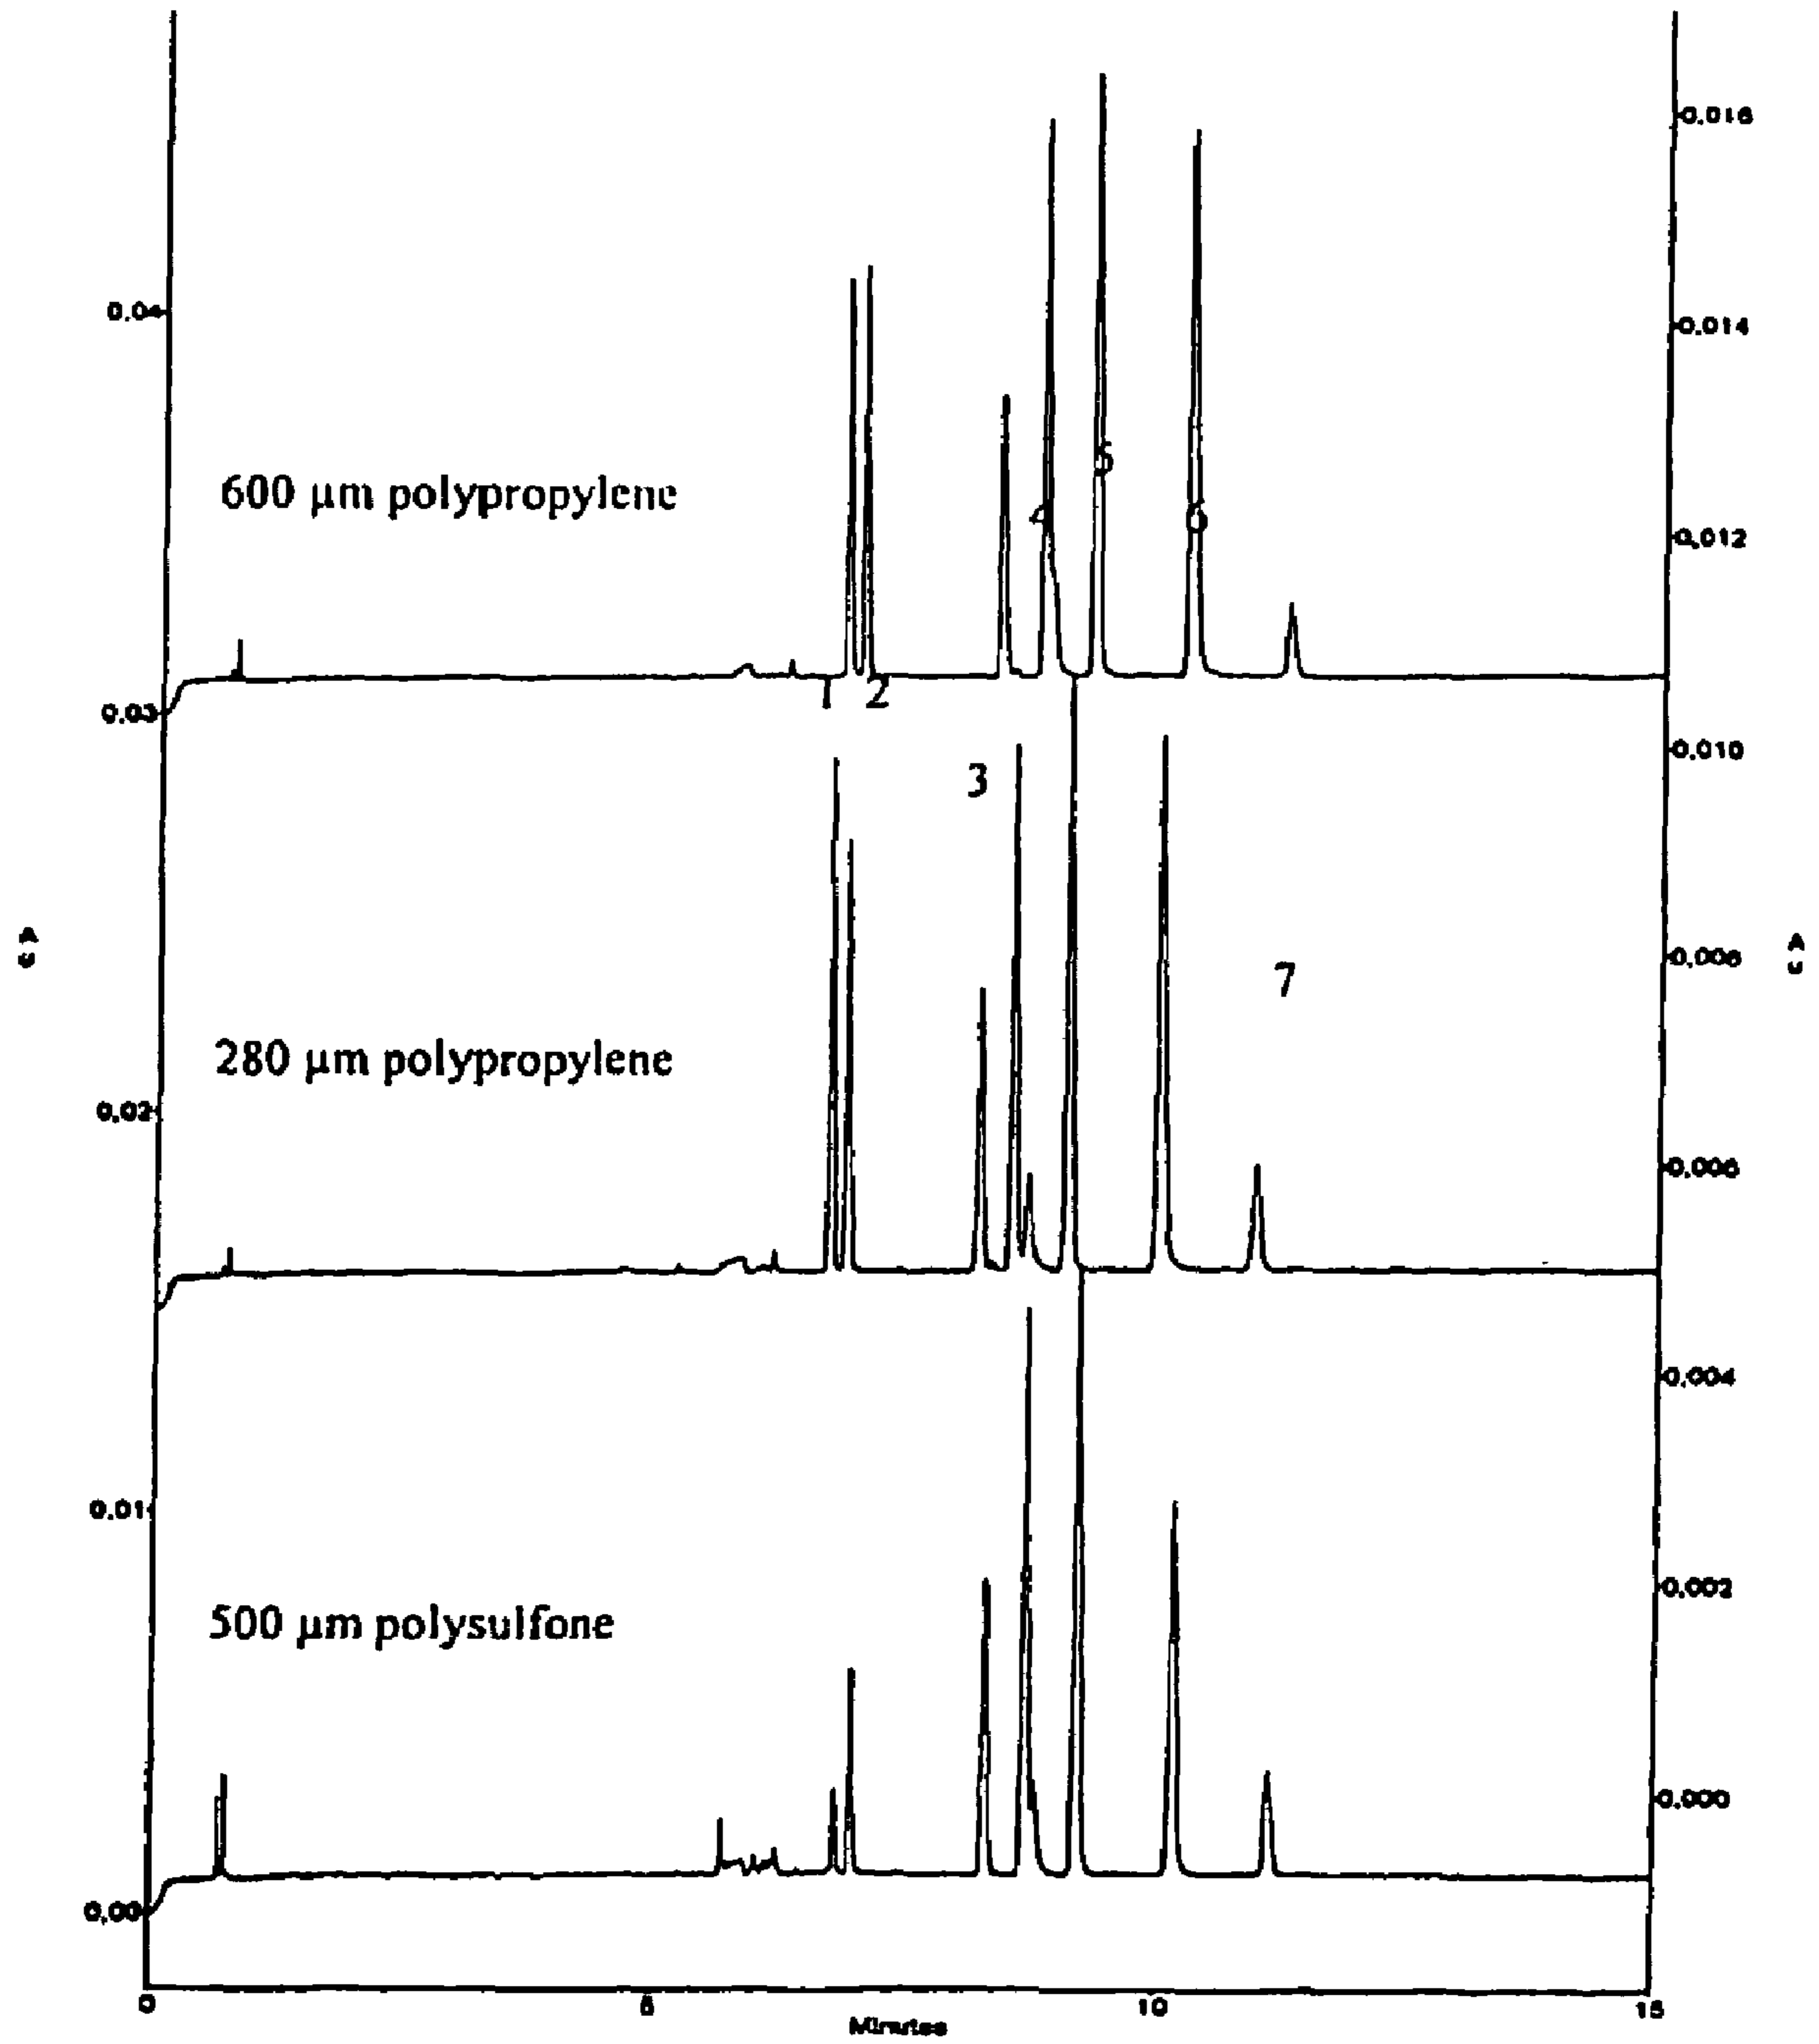 0.016
0.04
0.014
5
600 µm polypropylene
4
6
0.012
1 2
0.03
0.010
3
A
U
A
U
0.008
7
280 µm polypropylene
0.02
0.006
0.004
0.01
0.002
500 µm polysulfone
0.000
0.00
0 5 10 15
Minutes